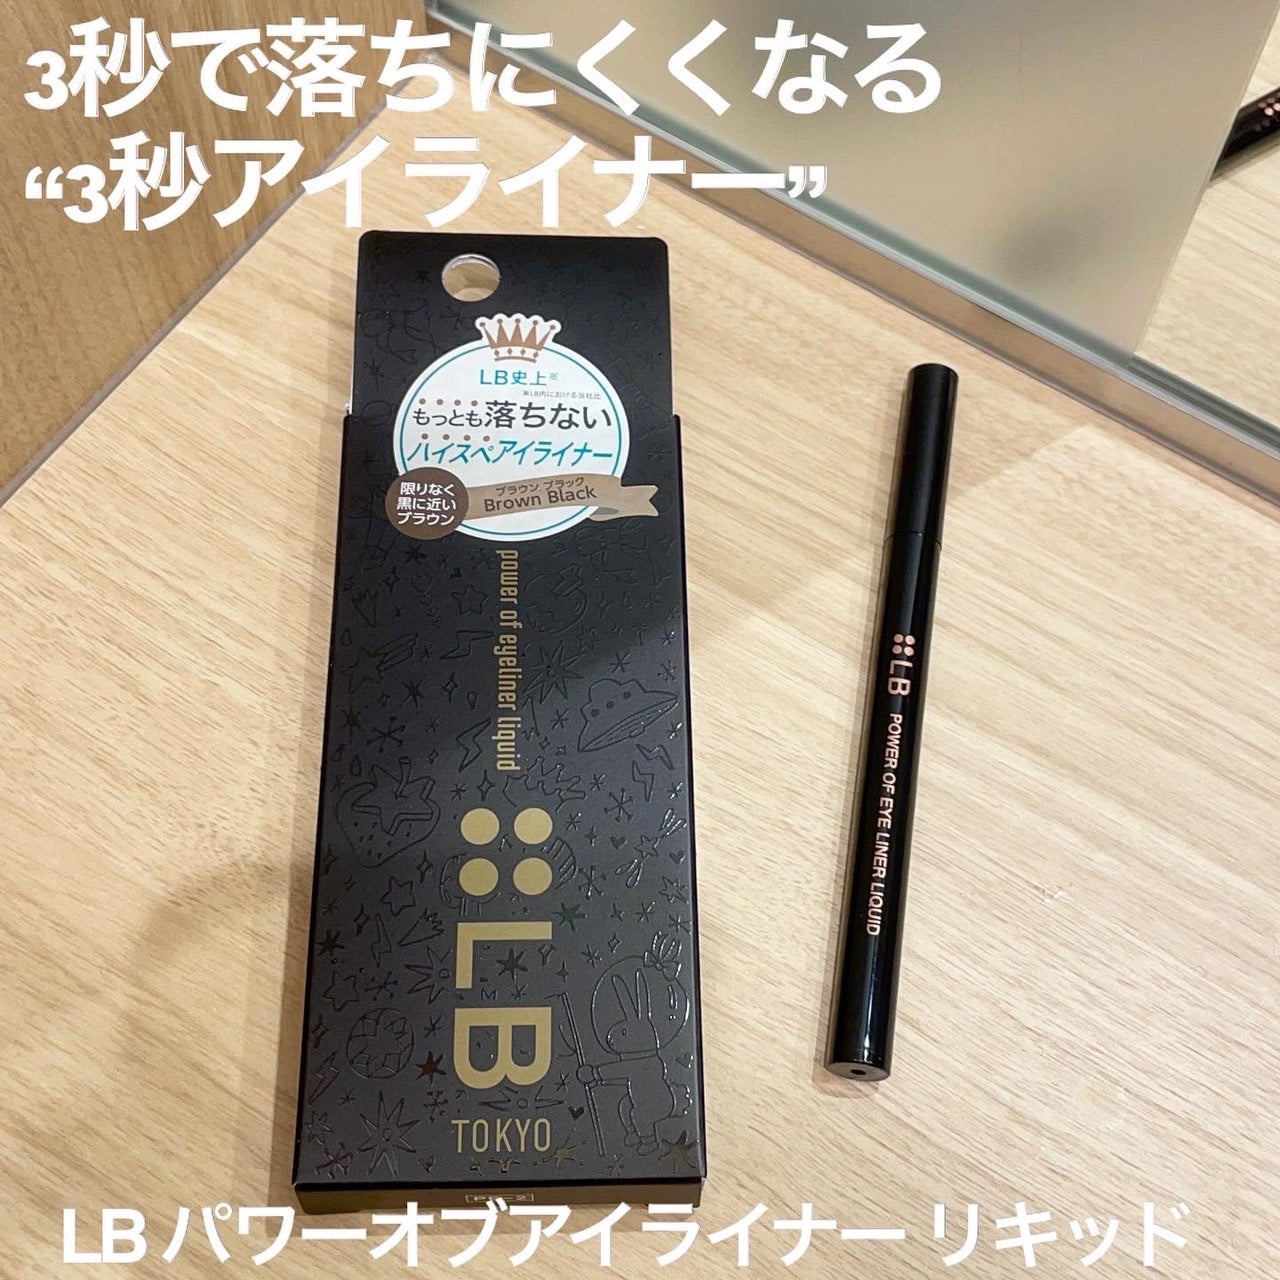 3秒で落ちにくくなる
“3秒アイライナー”
LB史上※
※LB内における当社比
もっとも落ちない
ハイスペアイライナー
限りなく
黒に近い
ブラウン
ブラウン ブラック
Brown Black
power of eyeliner liquid
LB
TOKYO
LB POWER OF EYE LINER LIQUID
LB パワーオブアイライナー リキッド